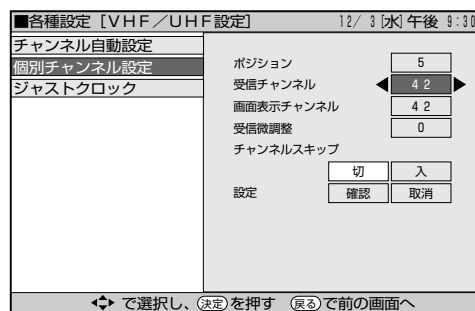 ■各種設定［VHF／UHF設定］ 12/ 3[水]午後 9:30
チャンネル自動設定
個別チャンネル設定
ジャストクロック
ポジション 5
受信チャンネル ◀ 42 ▶
画面表示チャンネル 42
受信微調整 0
チャンネルスキップ
切 入
設定 確認 取消
で選択し、決定を押す 戻るで前の画面へ